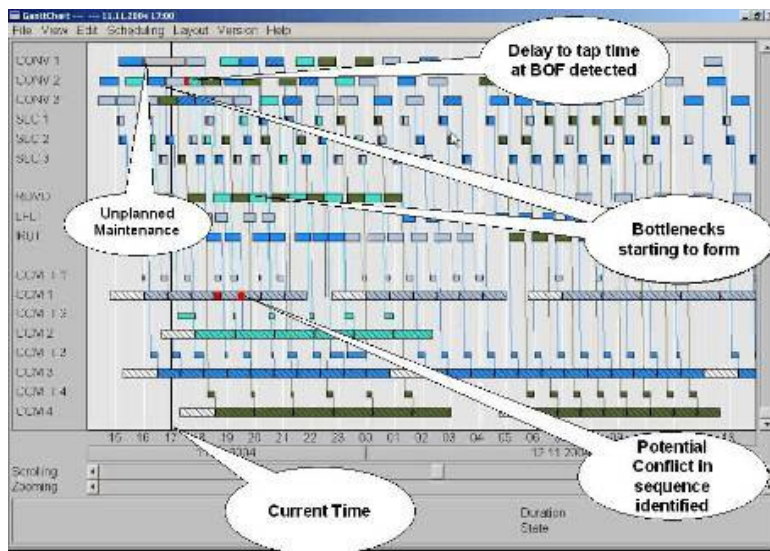 GanttChart --- --- 11.11.2004 17:00
File View Edit Scheduling Layout Version Help
Delay to tap time
at BOF detected
CONV 1
CONV 2
CONV 3
SLC 1
SLC 2
SLC 3
Unplanned
Maintenance
Bottlenecks
starting to form
CCM 1
CCM 2
CCM 3
CCM 4
15 16 17 18 19 20 21 22 23 00 01 02 03 04 05 06
12 11 2004
Scrolling
Zooming
Potential
Conflict in
sequence
identified
Current Time
Duration
State